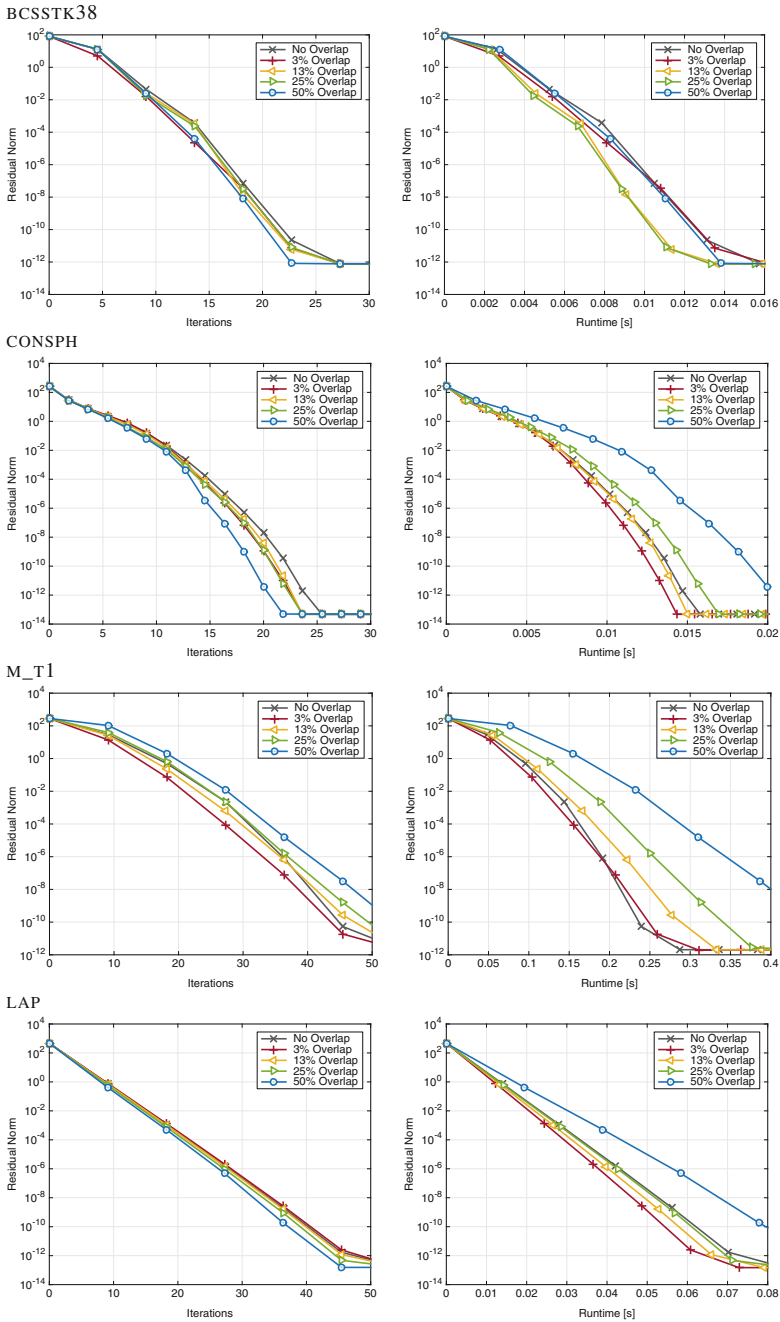 BCSSTK38
10^2
10^0
10^-2
10^-4
10^-6
10^-8
10^-10
10^-12
10^-14
Residual Norm
No Overlap
3% Overlap
13% Overlap
25% Overlap
50% Overlap
0 5 10 15 20 25 30
Iterations
10^2
10^0
10^-2
10^-4
10^-6
10^-8
10^-10
10^-12
10^-14
Residual Norm
No Overlap
3% Overlap
13% Overlap
25% Overlap
50% Overlap
0 0.002 0.004 0.006 0.008 0.01 0.012 0.014 0.016
Runtime [s]
CONSPH
10^4
10^2
10^0
10^-2
10^-4
10^-6
10^-8
10^-10
10^-12
10^-14
Residual Norm
No Overlap
3% Overlap
13% Overlap
25% Overlap
50% Overlap
0 5 10 15 20 25 30
Iterations
10^4
10^2
10^0
10^-2
10^-4
10^-6
10^-8
10^-10
10^-12
10^-14
Residual Norm
No Overlap
3% Overlap
13% Overlap
25% Overlap
50% Overlap
0 0.005 0.01 0.015 0.02
Runtime [s]
M_T1
10^4
10^2
10^0
10^-2
10^-4
10^-6
10^-8
10^-10
10^-12
Residual Norm
No Overlap
3% Overlap
13% Overlap
25% Overlap
50% Overlap
0 10 20 30 40 50
Iterations
10^4
10^2
10^0
10^-2
10^-4
10^-6
10^-8
10^-10
10^-12
Residual Norm
No Overlap
3% Overlap
13% Overlap
25% Overlap
50% Overlap
0 0.05 0.1 0.15 0.2 0.25 0.3 0.35 0.4
Runtime [s]
LAP
10^4
10^2
10^0
10^-2
10^-4
10^-6
10^-8
10^-10
10^-12
10^-14
Residual Norm
No Overlap
3% Overlap
13% Overlap
25% Overlap
50% Overlap
0 10 20 30 40 50
Iterations
10^4
10^2
10^0
10^-2
10^-4
10^-6
10^-8
10^-10
10^-12
10^-14
Residual Norm
No Overlap
3% Overlap
13% Overlap
25% Overlap
50% Overlap
0 0.01 0.02 0.03 0.04 0.05 0.06 0.07 0.08
Runtime [s]